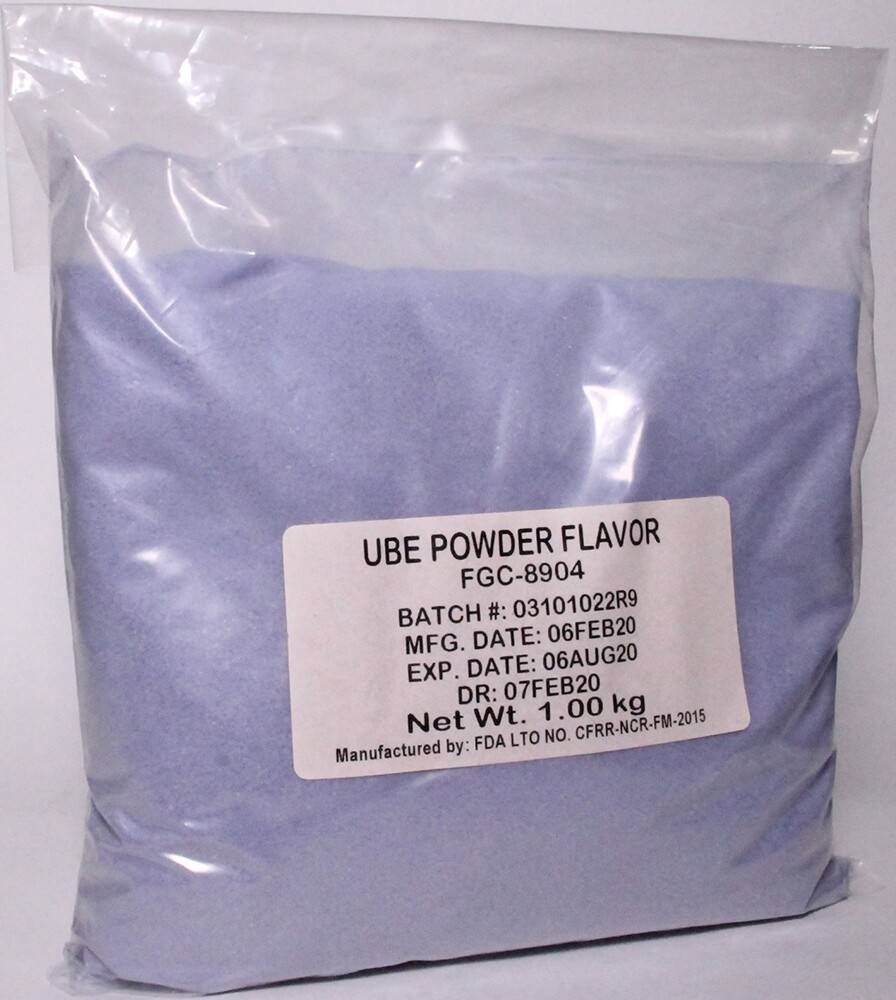 UBE POWDER FLAVOR
FGC-8904
BATCH #: 03101022R9
MFG. DATE: 06FEB20
EXP. DATE: 06AUG20
DR: 07FEB20
Net Wt. 1.00 kg
Manufactured by: FDA LTO NO. CFRR-NCR-FM-2015